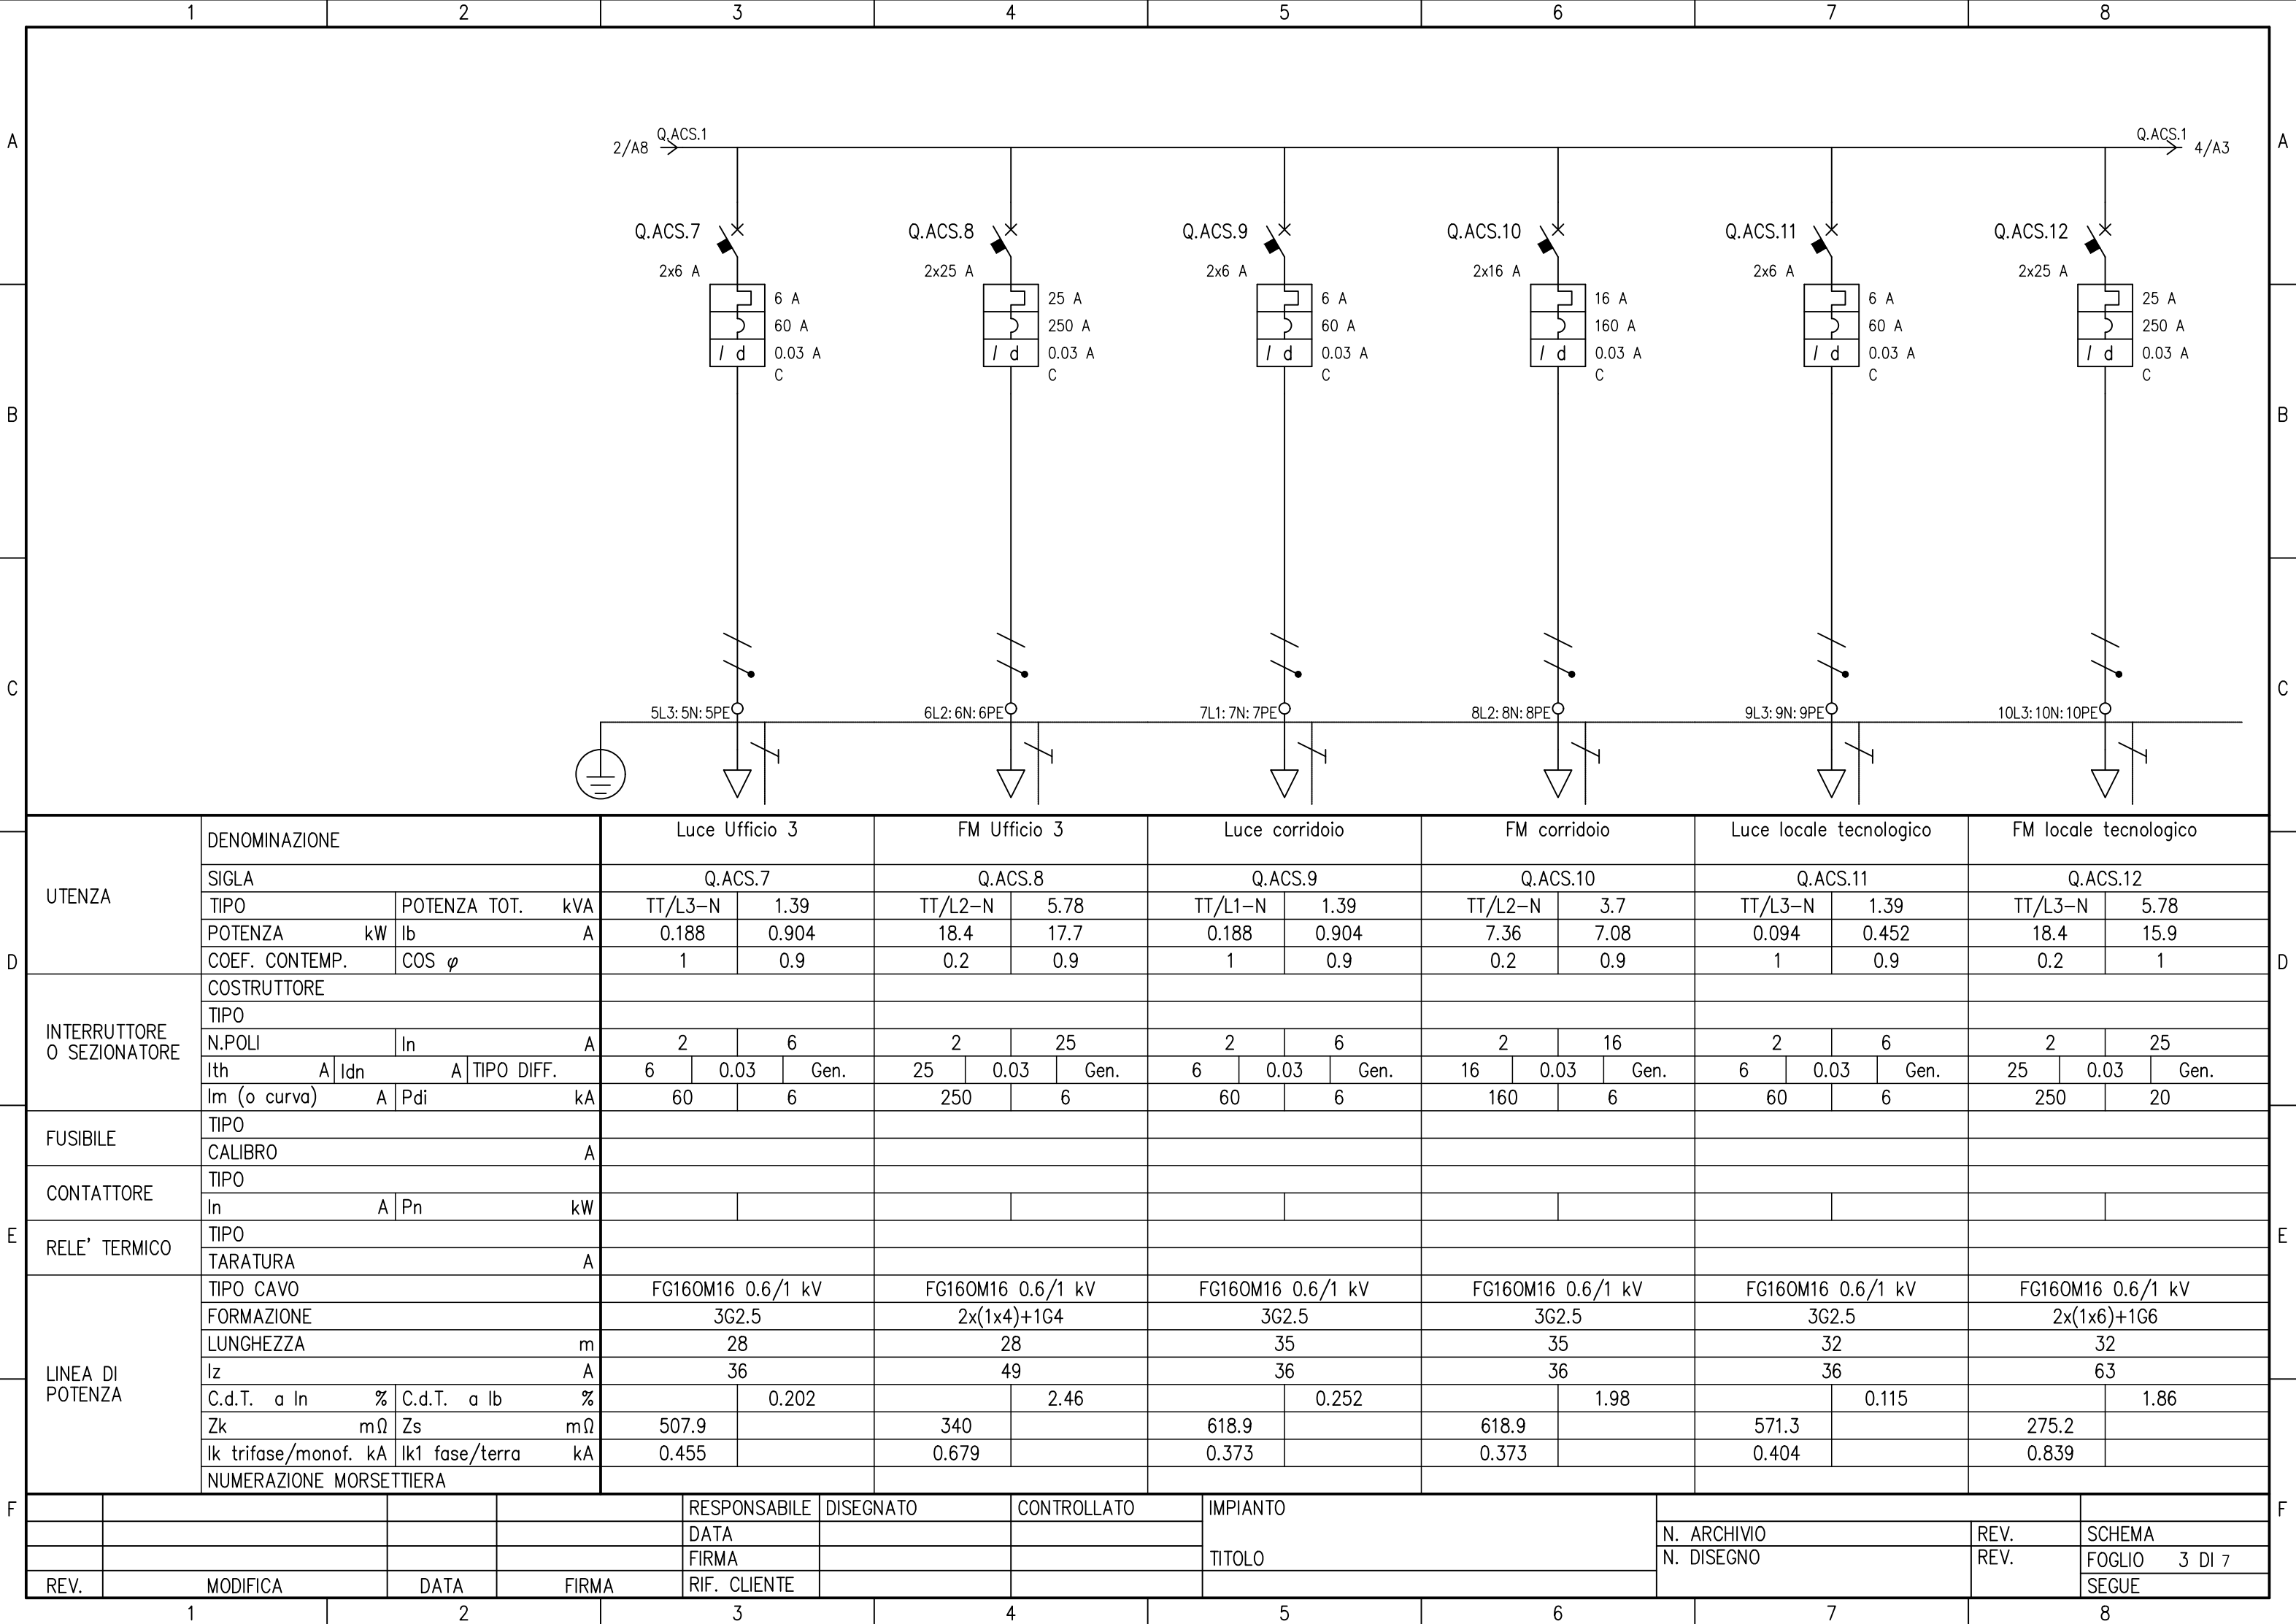 1 2 3 4 5 6 7 8
A Q.ACS.1 Q.ACS.1 A
2/A8 4/A3
Q.ACS.7 Q.ACS.8 Q.ACS.9 Q.ACS.10 Q.ACS.11 Q.ACS.12
2x6 A 2x25 A 2x6 A 2x16 A 2x6 A 2x25 A
6 A 25 A 6 A 16 A 6 A 25 A
60 A 250 A 60 A 160 A 60 A 250 A
I d 0.03 A I d 0.03 A I d 0.03 A I d 0.03 A I d 0.03 A I d 0.03 A
C C C C C C
B B
C C
5L3:5N:5PE 6L2:6N:6PE 7L1:7N:7PE 8L2:8N:8PE 9L3:9N:9PE 10L3:10N:10PE
UTENZA
DENOMINAZIONE Luce Ufficio 3 FM Ufficio 3 Luce corridoio FM corridoio Luce locale tecnologico FM locale tecnologico
SIGLA Q.ACS.7 Q.ACS.8 Q.ACS.9 Q.ACS.10 Q.ACS.11 Q.ACS.12
TIPO POTENZA TOT. kVA TT/L3-N 1.39 TT/L2-N 5.78 TT/L1-N 1.39 TT/L2-N 3.7 TT/L3-N 1.39 TT/L3-N 5.78
POTENZA kW Ib A 0.188 0.904 18.4 17.7 0.188 0.904 7.36 7.08 0.094 0.452 18.4 15.9
D COEF. CONTEMP. COS φ 1 0.9 0.2 0.9 1 0.9 0.2 0.9 1 0.9 0.2 1 D
INTERRUTTORE
O SEZIONATORE
COSTRUTTORE
TIPO
N.POLI In A 2 6 2 25 2 6 2 16 2 6 2 25
Ith A Idn A TIPO DIFF. 6 0.03 Gen. 25 0.03 Gen. 6 0.03 Gen. 16 0.03 Gen. 6 0.03 Gen. 25 0.03 Gen.
Im (o curva) A Pdi kA 60 6 250 6 60 6 160 6 60 6 250 20
FUSIBILE
TIPO
CALIBRO A
CONTATTORE
TIPO
In A Pn kW
E RELE' TERMICO E
TIPO
TARATURA A
LINEA DI
POTENZA
TIPO CAVO FG16OM16 0.6/1 kV FG16OM16 0.6/1 kV FG16OM16 0.6/1 kV FG16OM16 0.6/1 kV FG16OM16 0.6/1 kV FG16OM16 0.6/1 kV
FORMAZIONE 3G2.5 2x(1x4)+1G4 3G2.5 3G2.5 3G2.5 2x(1x6)+1G6
LUNGHEZZA m 28 28 35 35 32 32
Iz A 36 49 36 36 36 63
C.d.T. a In % C.d.T. a Ib % 0.202 2.46 0.252 1.98 0.115 1.86
Zk mΩ Zs mΩ 507.9 340 618.9 618.9 571.3 275.2
Ik trifase/monof. kA Ik1 fase/terra kA 0.455 0.679 0.373 0.373 0.404 0.839
NUMERAZIONE MORSETTIERA
F RESPONSABILE DISEGNATO CONTROLLATO IMPIANTO F
DATA N. ARCHIVIO REV. SCHEMA
FIRMA TITOLO N. DISEGNO REV. FOGLIO 3 DI 7
REV. MODIFICA DATA FIRMA RIF. CLIENTE SEGUE
1 2 3 4 5 6 7 8